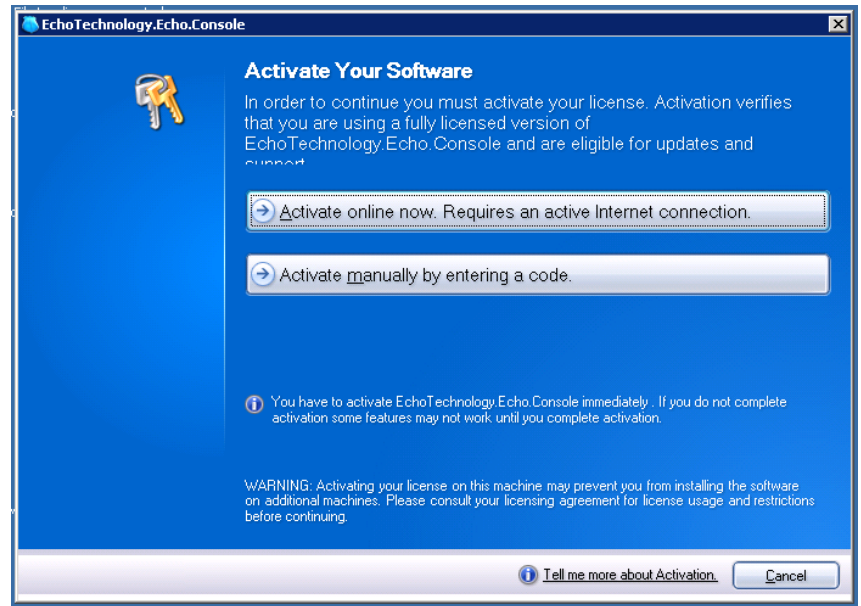 EchoTechnology.Echo.Console
Activate Your Software
In order to continue you must activate your license. Activation verifies
that you are using a fully licensed version of
EchoTechnology.Echo.Console and are eligible for updates and
support.
Activate online now. Requires an active Internet connection.
Activate manually by entering a code.
You have to activate EchoTechnology.Echo.Console immediately . If you do not complete
activation some features may not work until you complete activation.
WARNING: Activating your license on this machine may prevent you from installing the software
on additional machines. Please consult your licensing agreement for license usage and restrictions
before continuing.
Tell me more about Activation.
Cancel